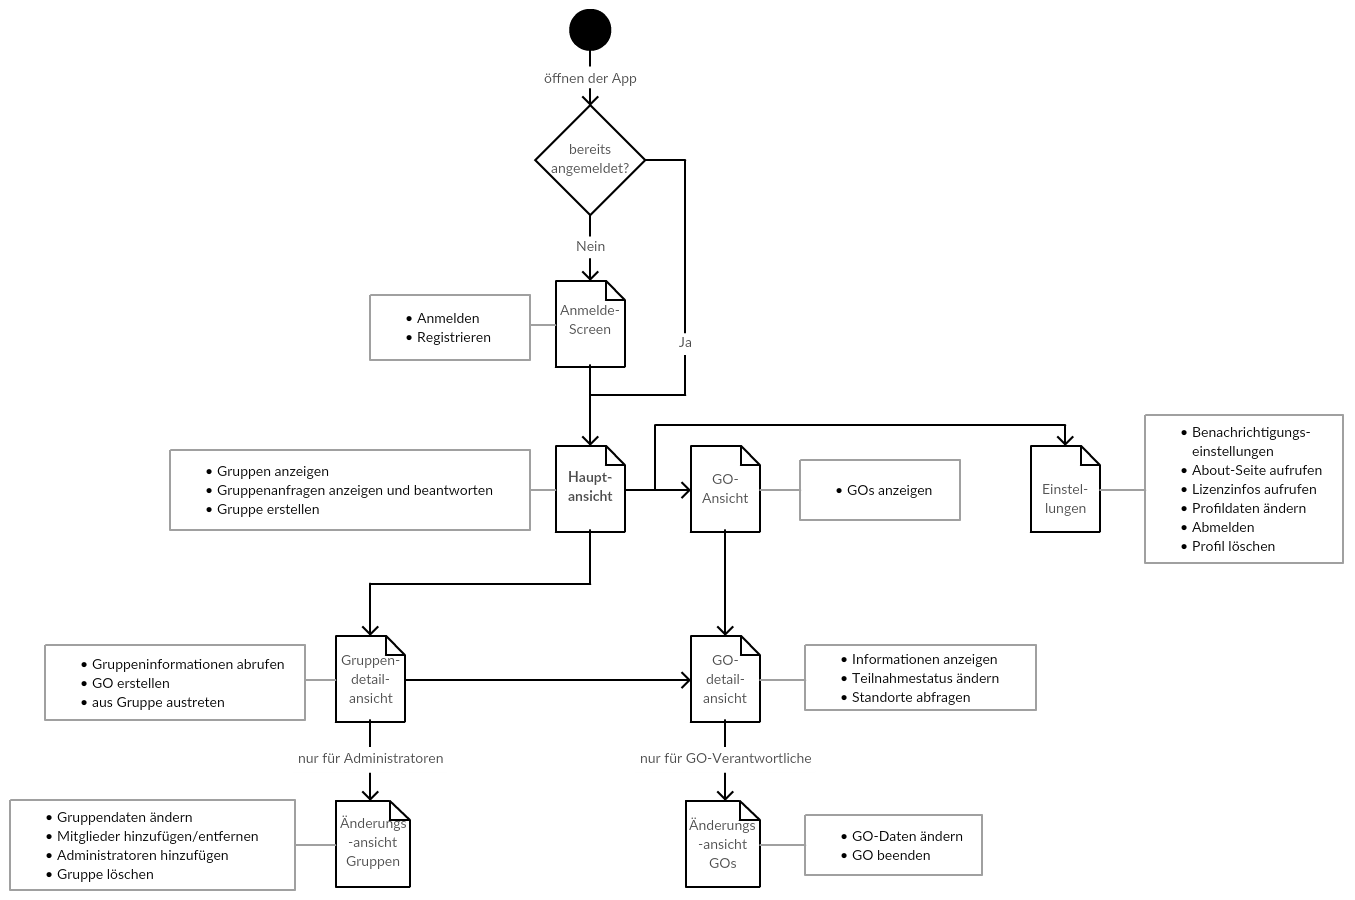 öffnen der App
bereits
angemeldet?
Nein
Anmelde-
Screen
• Anmelden
• Registrieren
Ja
• Gruppen anzeigen
• Gruppenanfragen anzeigen und beantworten
• Gruppe erstellen
Haupt-
ansicht
GO-
Ansicht
• GOs anzeigen
Einstel-
lungen
• Benachrichtigungs-
einstellungen
• About-Seite aufrufen
• Lizenzinfos aufrufen
• Profildaten ändern
• Abmelden
• Profil löschen
• Gruppeninformationen abrufen
• GO erstellen
• aus Gruppe austreten
Gruppen-
detail-
ansicht
GO-
detail-
ansicht
• Informationen anzeigen
• Teilnahmestatus ändern
• Standorte abfragen
nur für Administratoren
nur für GO-Verantwortliche
• Gruppendaten ändern
• Mitglieder hinzufügen/entfernen
• Administratoren hinzufügen
• Gruppe löschen
Änderungs
-ansicht
Gruppen
Änderungs
-ansicht
GOs
• GO-Daten ändern
• GO beenden